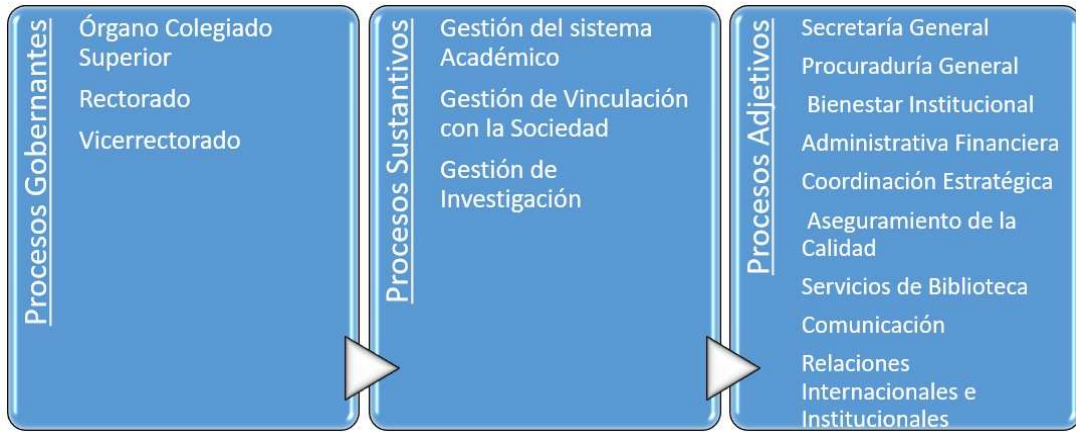 Procesos Gobernantes
Órgano Colegiado
Superior
Rectorado
Vicerrectorado
Procesos Sustantivos
Gestión del sistema
Académico
Gestión de Vinculación
con la Sociedad
Gestión de
Investigación
Procesos Adjetivos
Secretaría General
Procuraduría General
Bienestar Institucional
Administrativa Financiera
Coordinación Estratégica
Aseguramiento de la
Calidad
Servicios de Biblioteca
Comunicación
Relaciones
Internacionales e
Institucionales